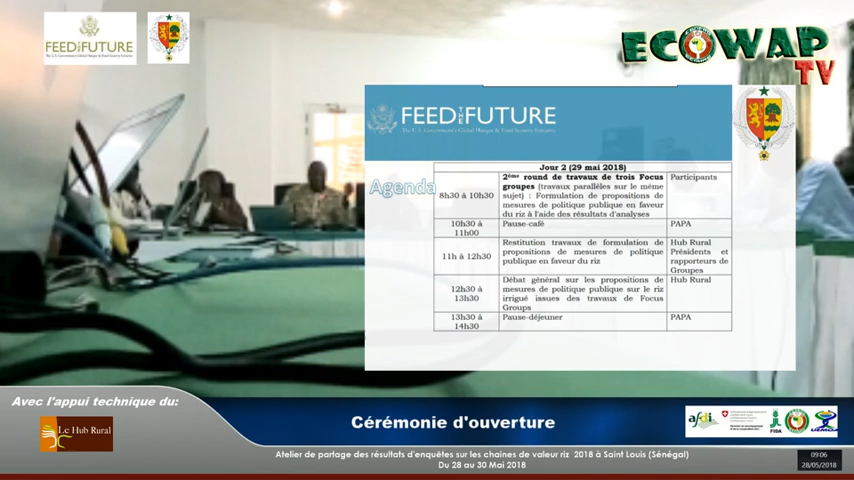 FEED THE FUTURE
The U.S. Government's Global Hunger & Food Security Initiative
ECOWAP
TV
FEED THE FUTURE
The U.S. Government's Global Hunger & Food Security Initiative
Agenda
Jour 2 (29 mai 2018)
8h30 à 10h30
2ème round de travaux de trois Focus
groupes (travaux parallèles sur le même
sujet) : Formulation de propositions de
mesures de politique publique en faveur
du riz à l'aide des résultats d'analyses
Participants
10h30 à
11h00
Pause-café
PAPA
11h à 12h30
Restitution travaux de formulation de
propositions de mesures de politique
publique en faveur du riz
Hub Rural
Présidents et
rapporteurs de
Groupes
12h30 à
13h30
Débat général sur les propositions de
mesures de politique publique sur le riz
irrigué issues des travaux de Focus
Groups
Hub Rural
13h30 à
14h30
Pause-déjeuner
PAPA
Avec l'appui technique du:
Le Hub Rural
Cérémonie d'ouverture
afdi
FIDA
UEMOA
Atelier de partage des résultats d'enquêtes sur les chaines de valeur riz 2018 à Saint Louis (Sénégal)
Du 28 au 30 Mai 2018
09:06
28/05/2018